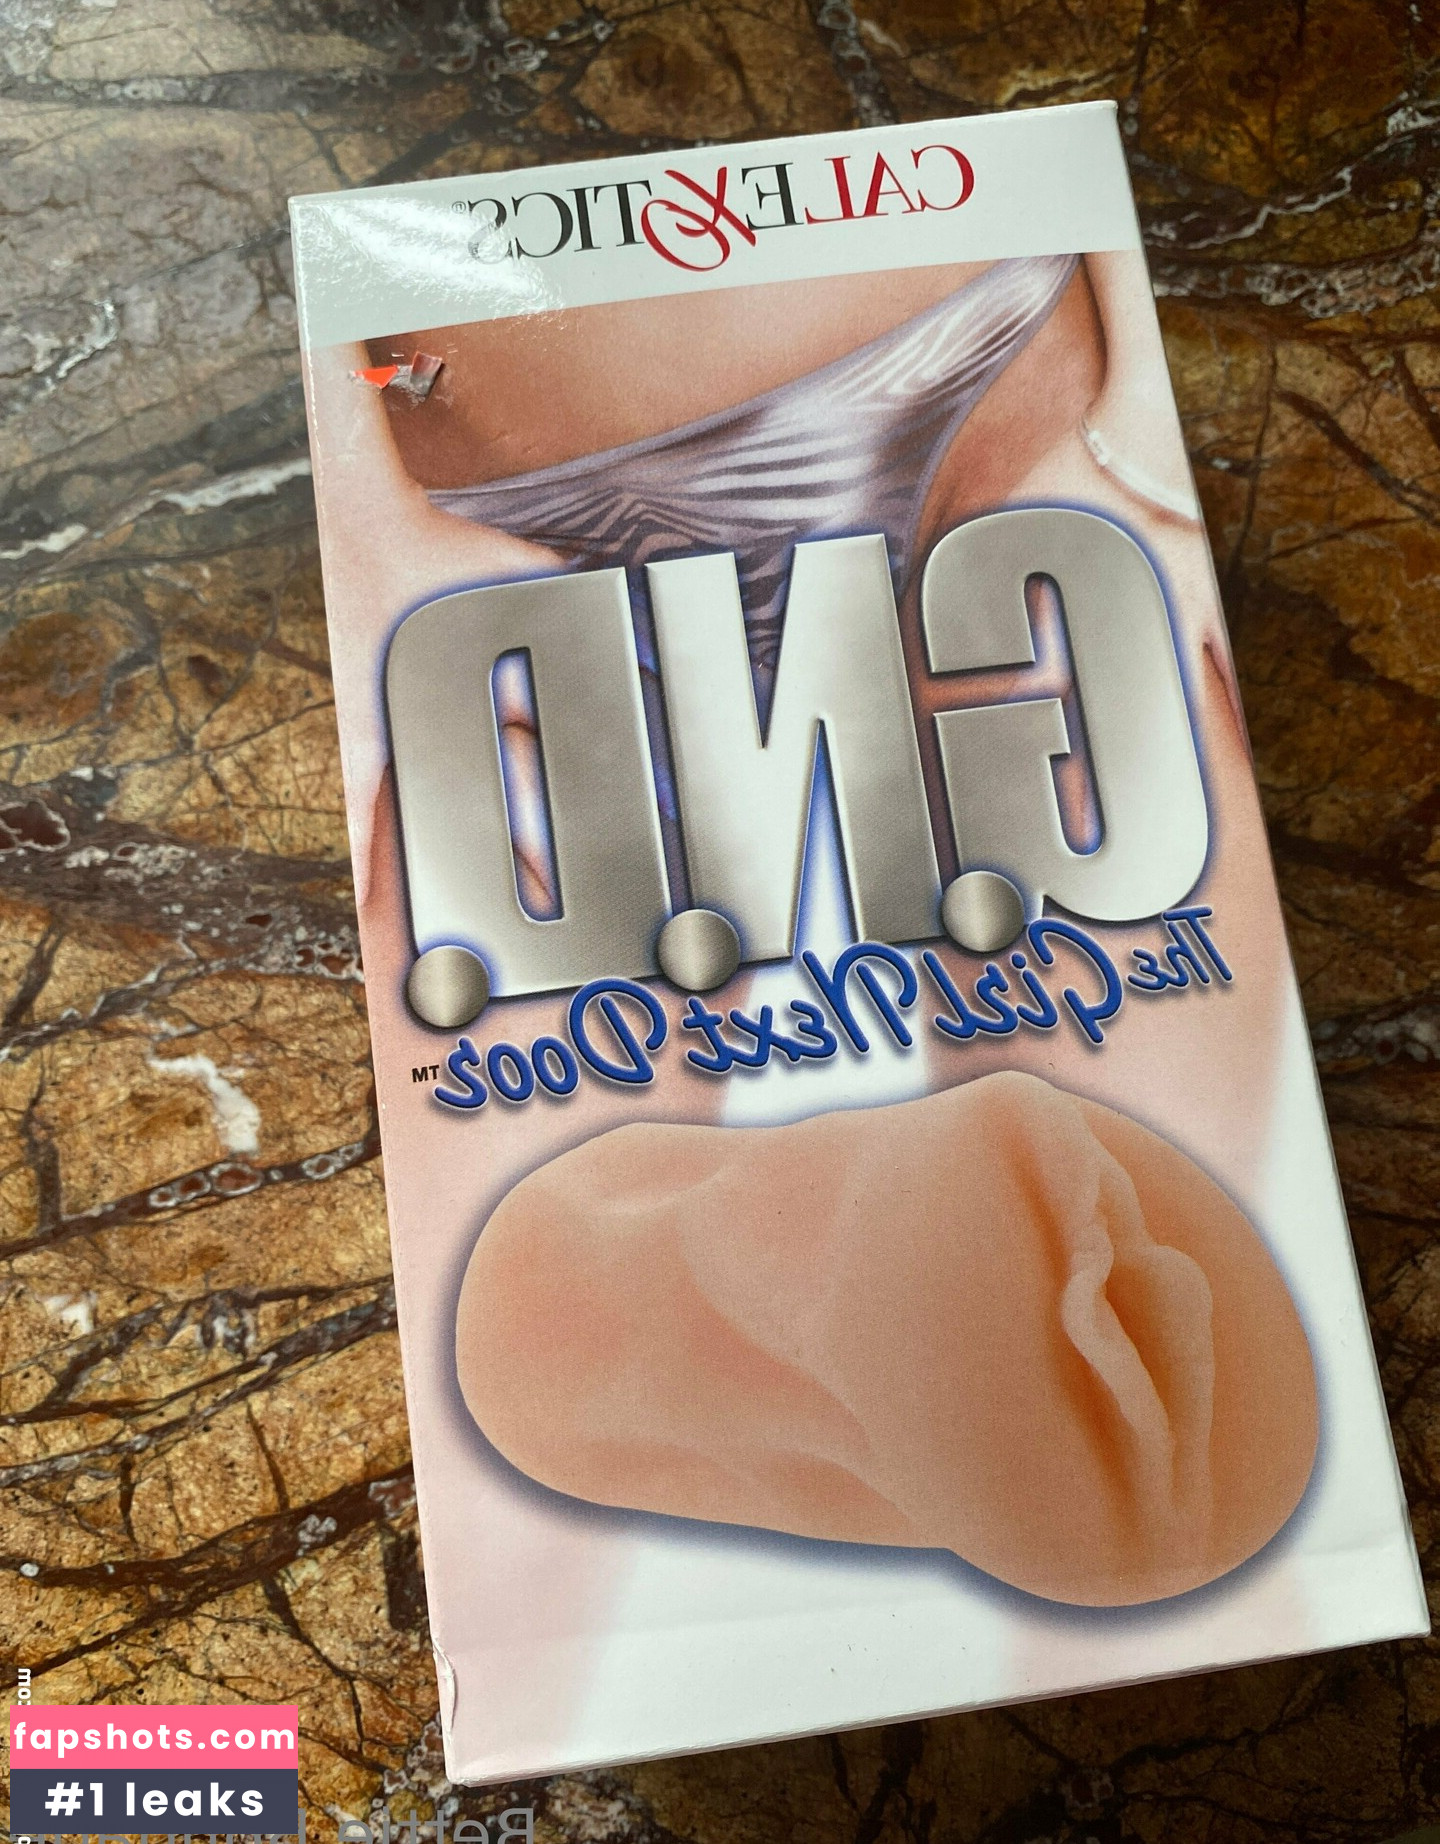 CALEXOTICS®
G.N.D.
The Girl Next Door™
fapshots.com
#1 leaks